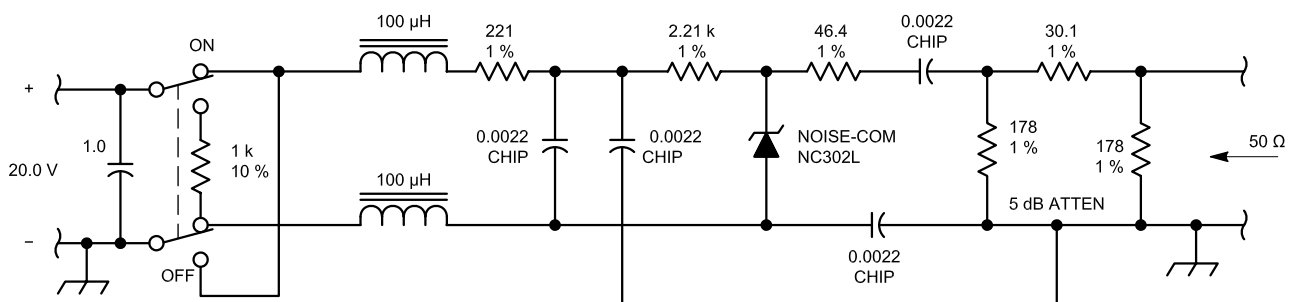 ON
+
20.0 V
−
1.0
1 k
10 %
OFF
100 µH
100 µH
221
1 %
0.0022
CHIP
0.0022
CHIP
2.21 k
1 %
NOISE-COM
NC302L
46.4
1 %
0.0022
CHIP
0.0022
CHIP
178
1 %
30.1
1 %
178
1 %
5 dB ATTEN
50 Ω